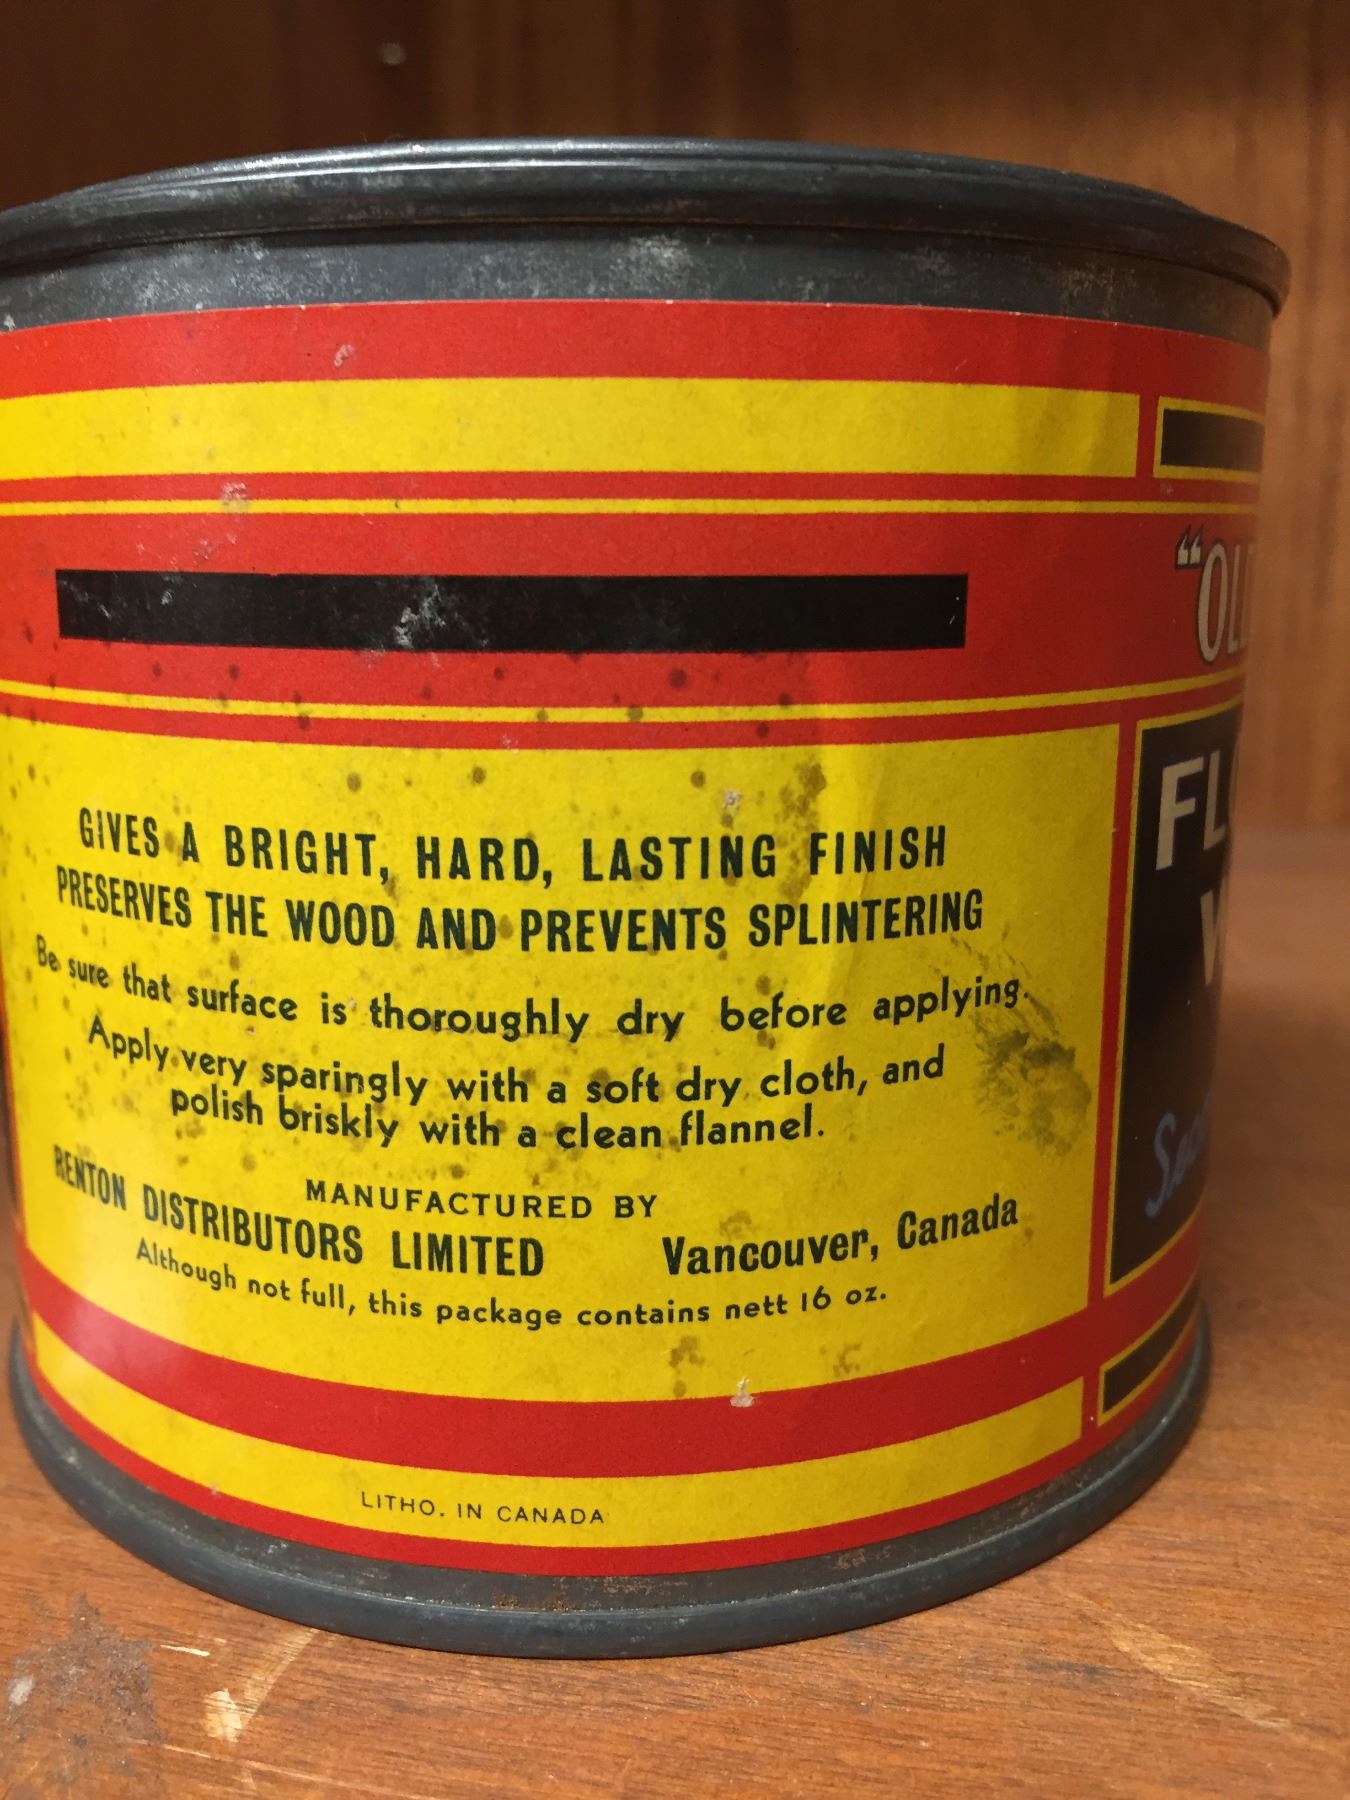 GIVES A BRIGHT, HARD, LASTING FINISH
PRESERVES THE WOOD AND PREVENTS SPLINTERING
Be sure that surface is thoroughly dry before applying.
Apply very sparingly with a soft dry cloth, and
polish briskly with a clean flannel.
MANUFACTURED BY
RENTON DISTRIBUTORS LIMITED Vancouver, Canada
Although not full, this package contains nett 16 oz.
LITHO. IN CANADA